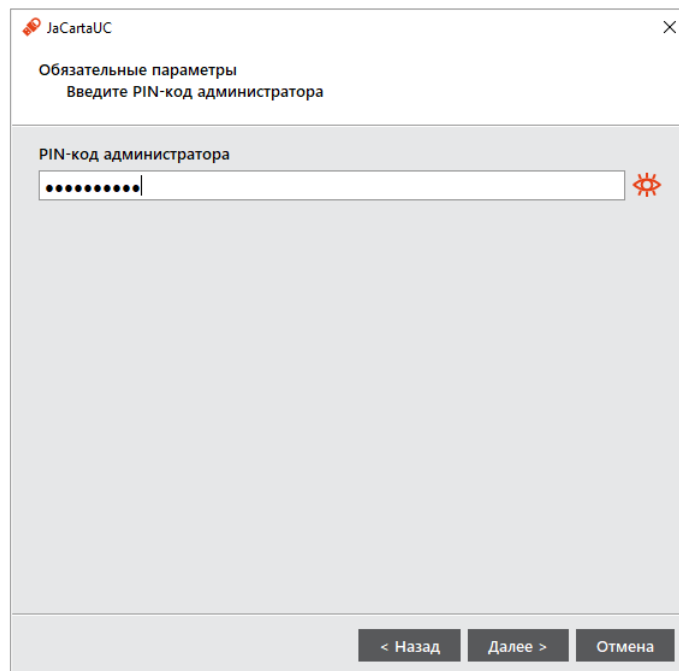 JaCartaUC
Обязательные параметры
Введите PIN-код администратора
PIN-код администратора
••••••••••
< Назад
Далее >
Отмена